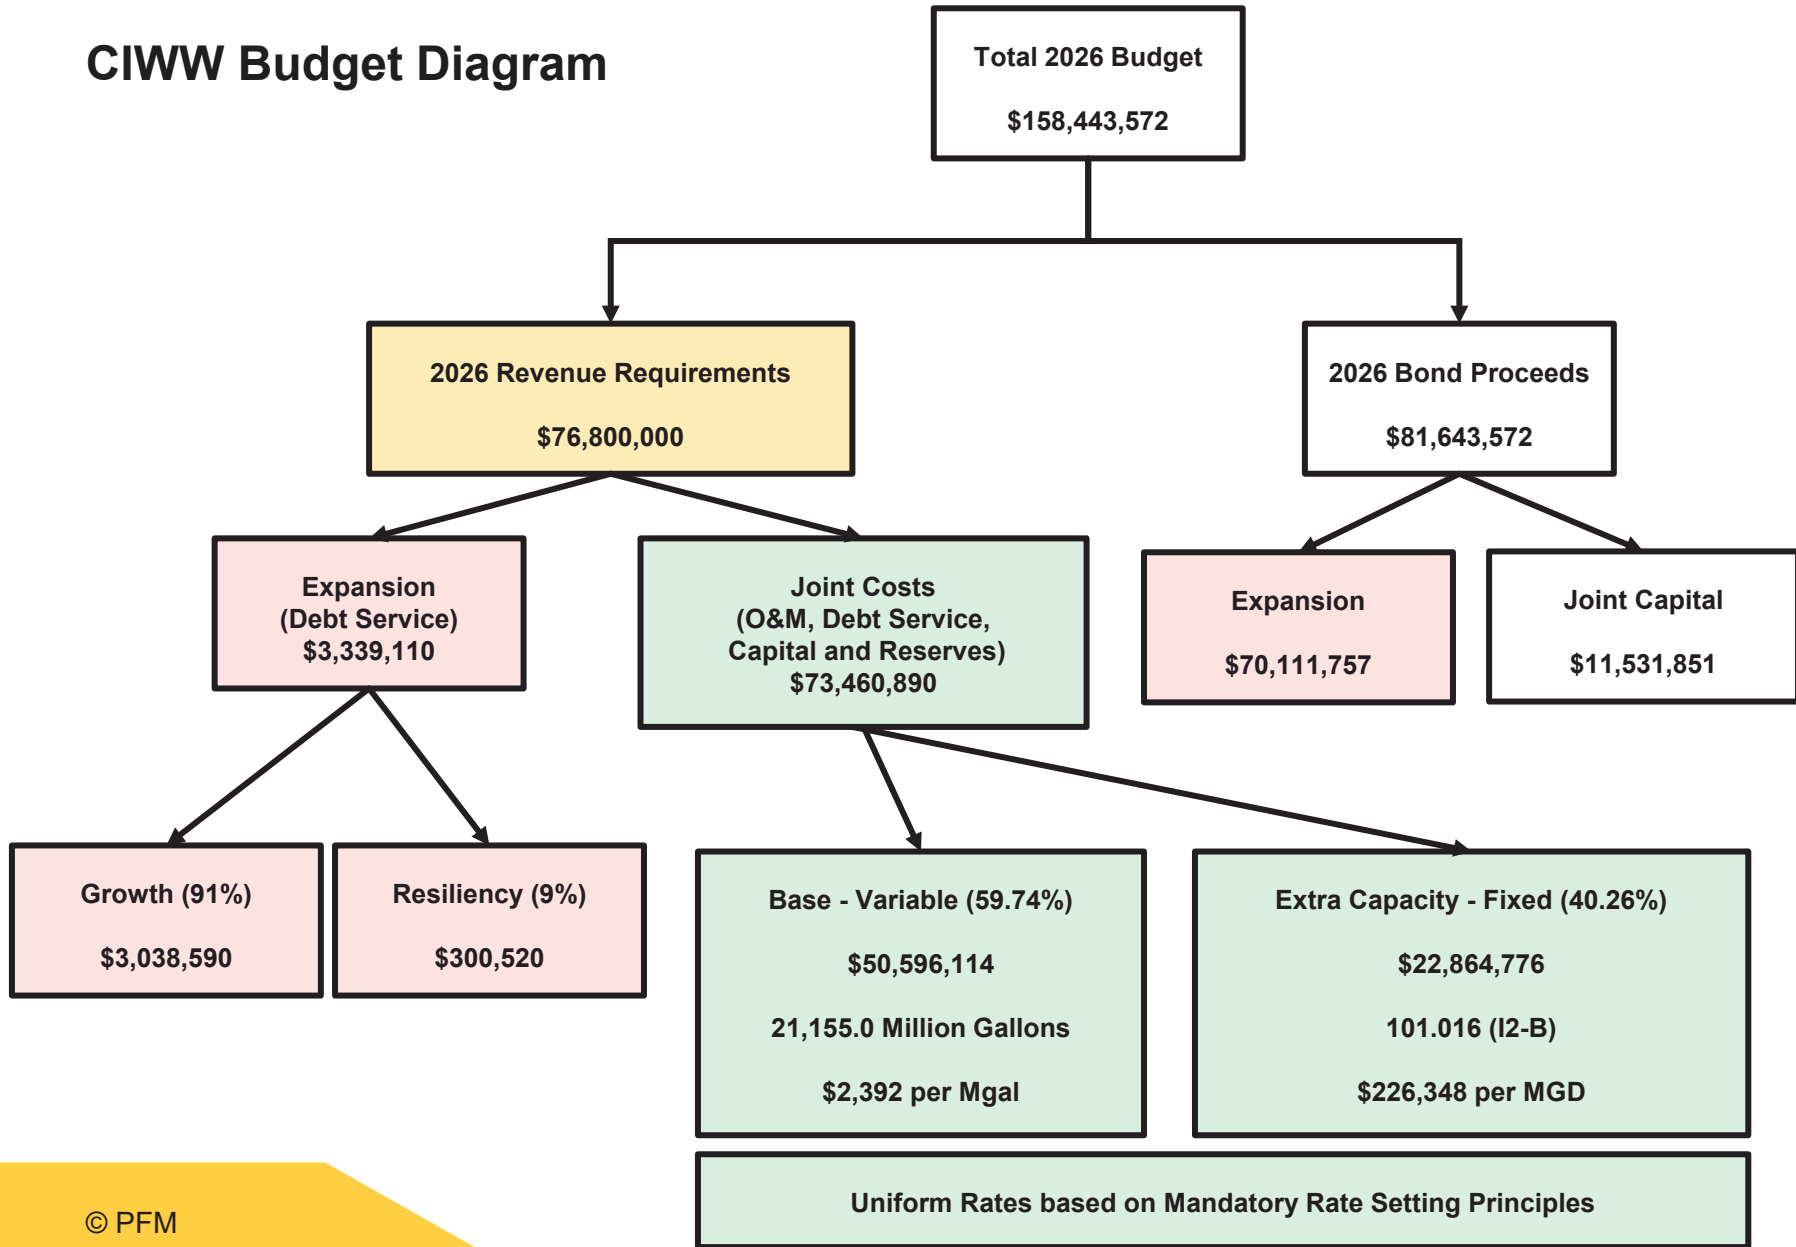 CIWW Budget Diagram
Total 2026 Budget
$158,443,572
2026 Revenue Requirements
$76,800,000
2026 Bond Proceeds
$81,643,572
Expansion
(Debt Service)
$3,339,110
Joint Costs
(O&M, Debt Service,
Capital and Reserves)
$73,460,890
Expansion
$70,111,757
Joint Capital
$11,531,851
Growth (91%)
$3,038,590
Resiliency (9%)
$300,520
Base - Variable (59.74%)
$50,596,114
21,155.0 Million Gallons
$2,392 per Mgal
Extra Capacity - Fixed (40.26%)
$22,864,776
101.016 (I2-B)
$226,348 per MGD
Uniform Rates based on Mandatory Rate Setting Principles
© PFM